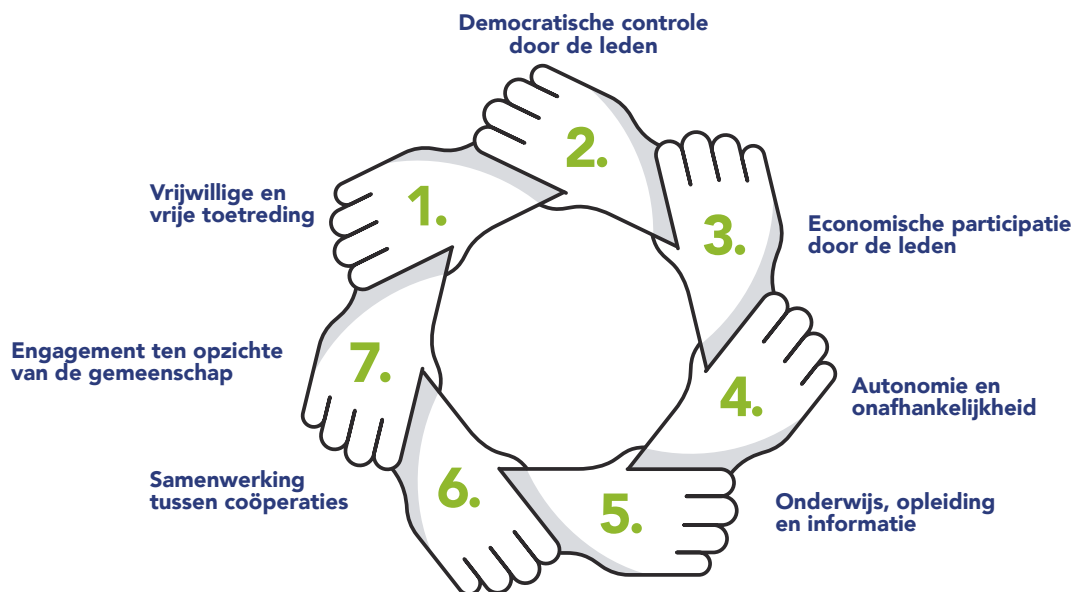 Democratische controle
door de leden
2.
1.
Vrijwillige en
vrije toetreding
3.
Economische participatie
door de leden
7.
Engagement ten opzichte
van de gemeenschap
4.
Autonomie en
onafhankelijkheid
6.
Samenwerking
tussen coöperaties
5.
Onderwijs, opleiding
en informatie